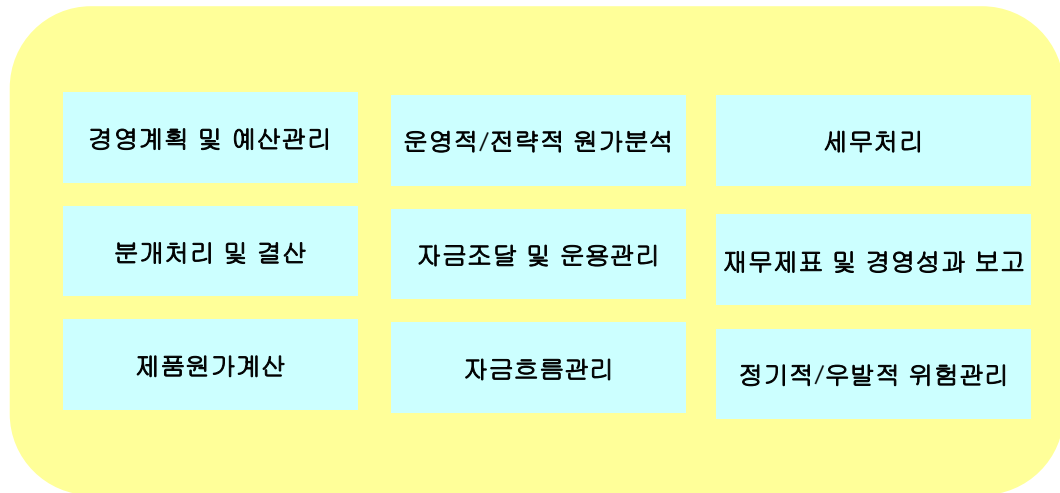 경영계획 및 예산관리
운영적/전략적 원가분석
세무처리
분개처리 및 결산
자금조달 및 운용관리
재무제표 및 경영성과 보고
제품원가계산
자금흐름관리
정기적/우발적 위험관리